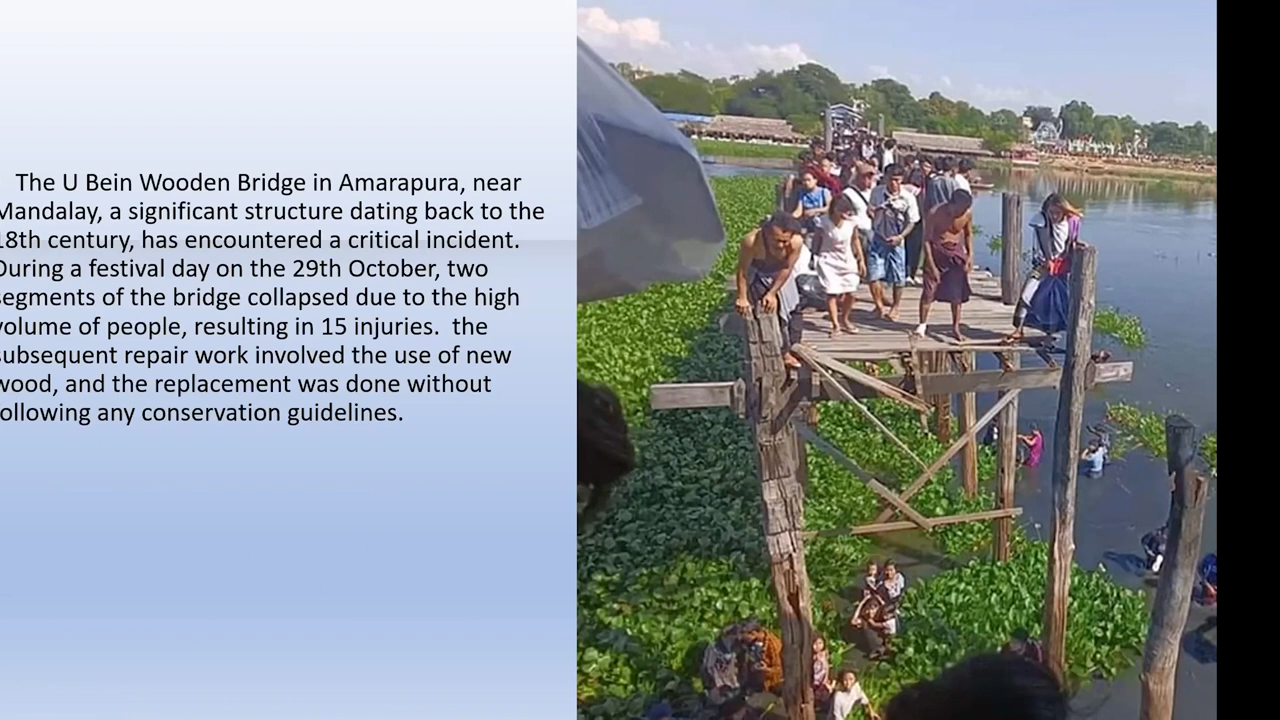 The U Bein Wooden Bridge in Amarapura, near
Mandalay, a significant structure dating back to the
18th century, has encountered a critical incident.
During a festival day on the 29th October, two
segments of the bridge collapsed due to the high
volume of people, resulting in 15 injuries.  the
subsequent repair work involved the use of new
wood, and the replacement was done without
following any conservation guidelines.